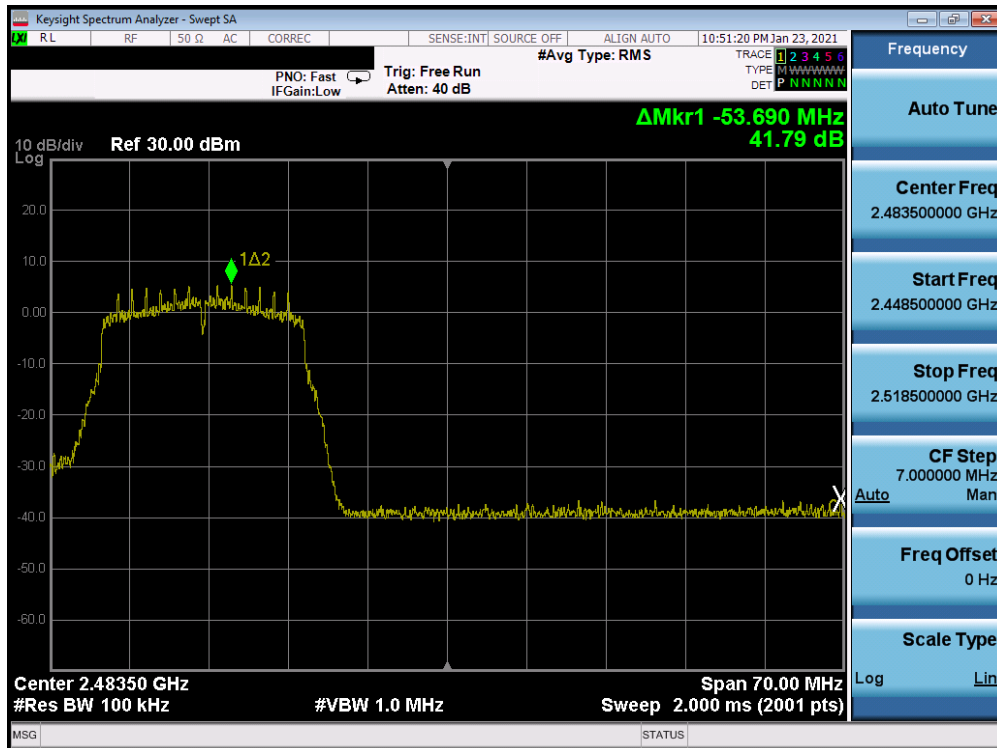 Keysight Spectrum Analyzer - Swept SA
LXI RL RF 50 Ω AC CORREC SENSE:INT SOURCE OFF ALIGN AUTO 10:51:20 PM Jan 23, 2021
PNO: Fast
IFGain:Low
Trig: Free Run
Atten: 40 dB
#Avg Type: RMS
TRACE 1 2 3 4 5 6
TYPE M W W W W W
DET P N N N N N
ΔMkr1 -53.690 MHz
41.79 dB
10 dB/div Ref 30.00 dBm
Log
20.0
10.0
0.00
-10.0
-20.0
-30.0
-40.0
-50.0
-60.0
1Δ2
X
Center 2.48350 GHz Span 70.00 MHz
#Res BW 100 kHz #VBW 1.0 MHz Sweep 2.000 ms (2001 pts)
MSG STATUS
Frequency
Auto Tune
Center Freq
2.483500000 GHz
Start Freq
2.448500000 GHz
Stop Freq
2.518500000 GHz
CF Step
7.000000 MHz
Auto Man
Freq Offset
0 Hz
Scale Type
Log Lin